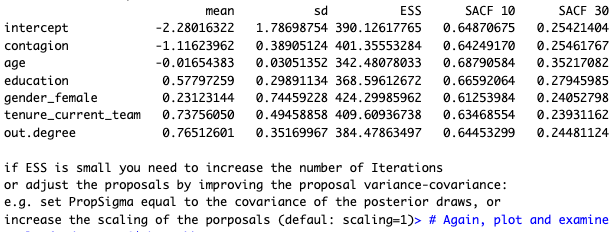 mean sd ESS SACF 10 SACF 30
intercept -2.28016322 1.78698754 390.12617765 0.64870675 0.25421404
contagion -1.11623962 0.38905124 401.35553284 0.64249170 0.25461767
age -0.01654383 0.03051352 342.48078033 0.68790584 0.35217082
education 0.57797259 0.29891134 368.59612672 0.66592064 0.27945985
gender_female 0.23123144 0.74459228 424.29985962 0.61253984 0.24052798
tenure_current_team 0.73756050 0.49458858 409.60936738 0.63468554 0.23931162
out.degree 0.76512601 0.35169967 384.47863497 0.64453299 0.24481124
if ESS is small you need to increase the number of Iterations
or adjust the proposals by improving the proposal variance-covariance:
e.g. set PropSigma equal to the covariance of the posterior draws, or
increase the scaling of the porposals (defaul: scaling=1)> # Again, plot and examine